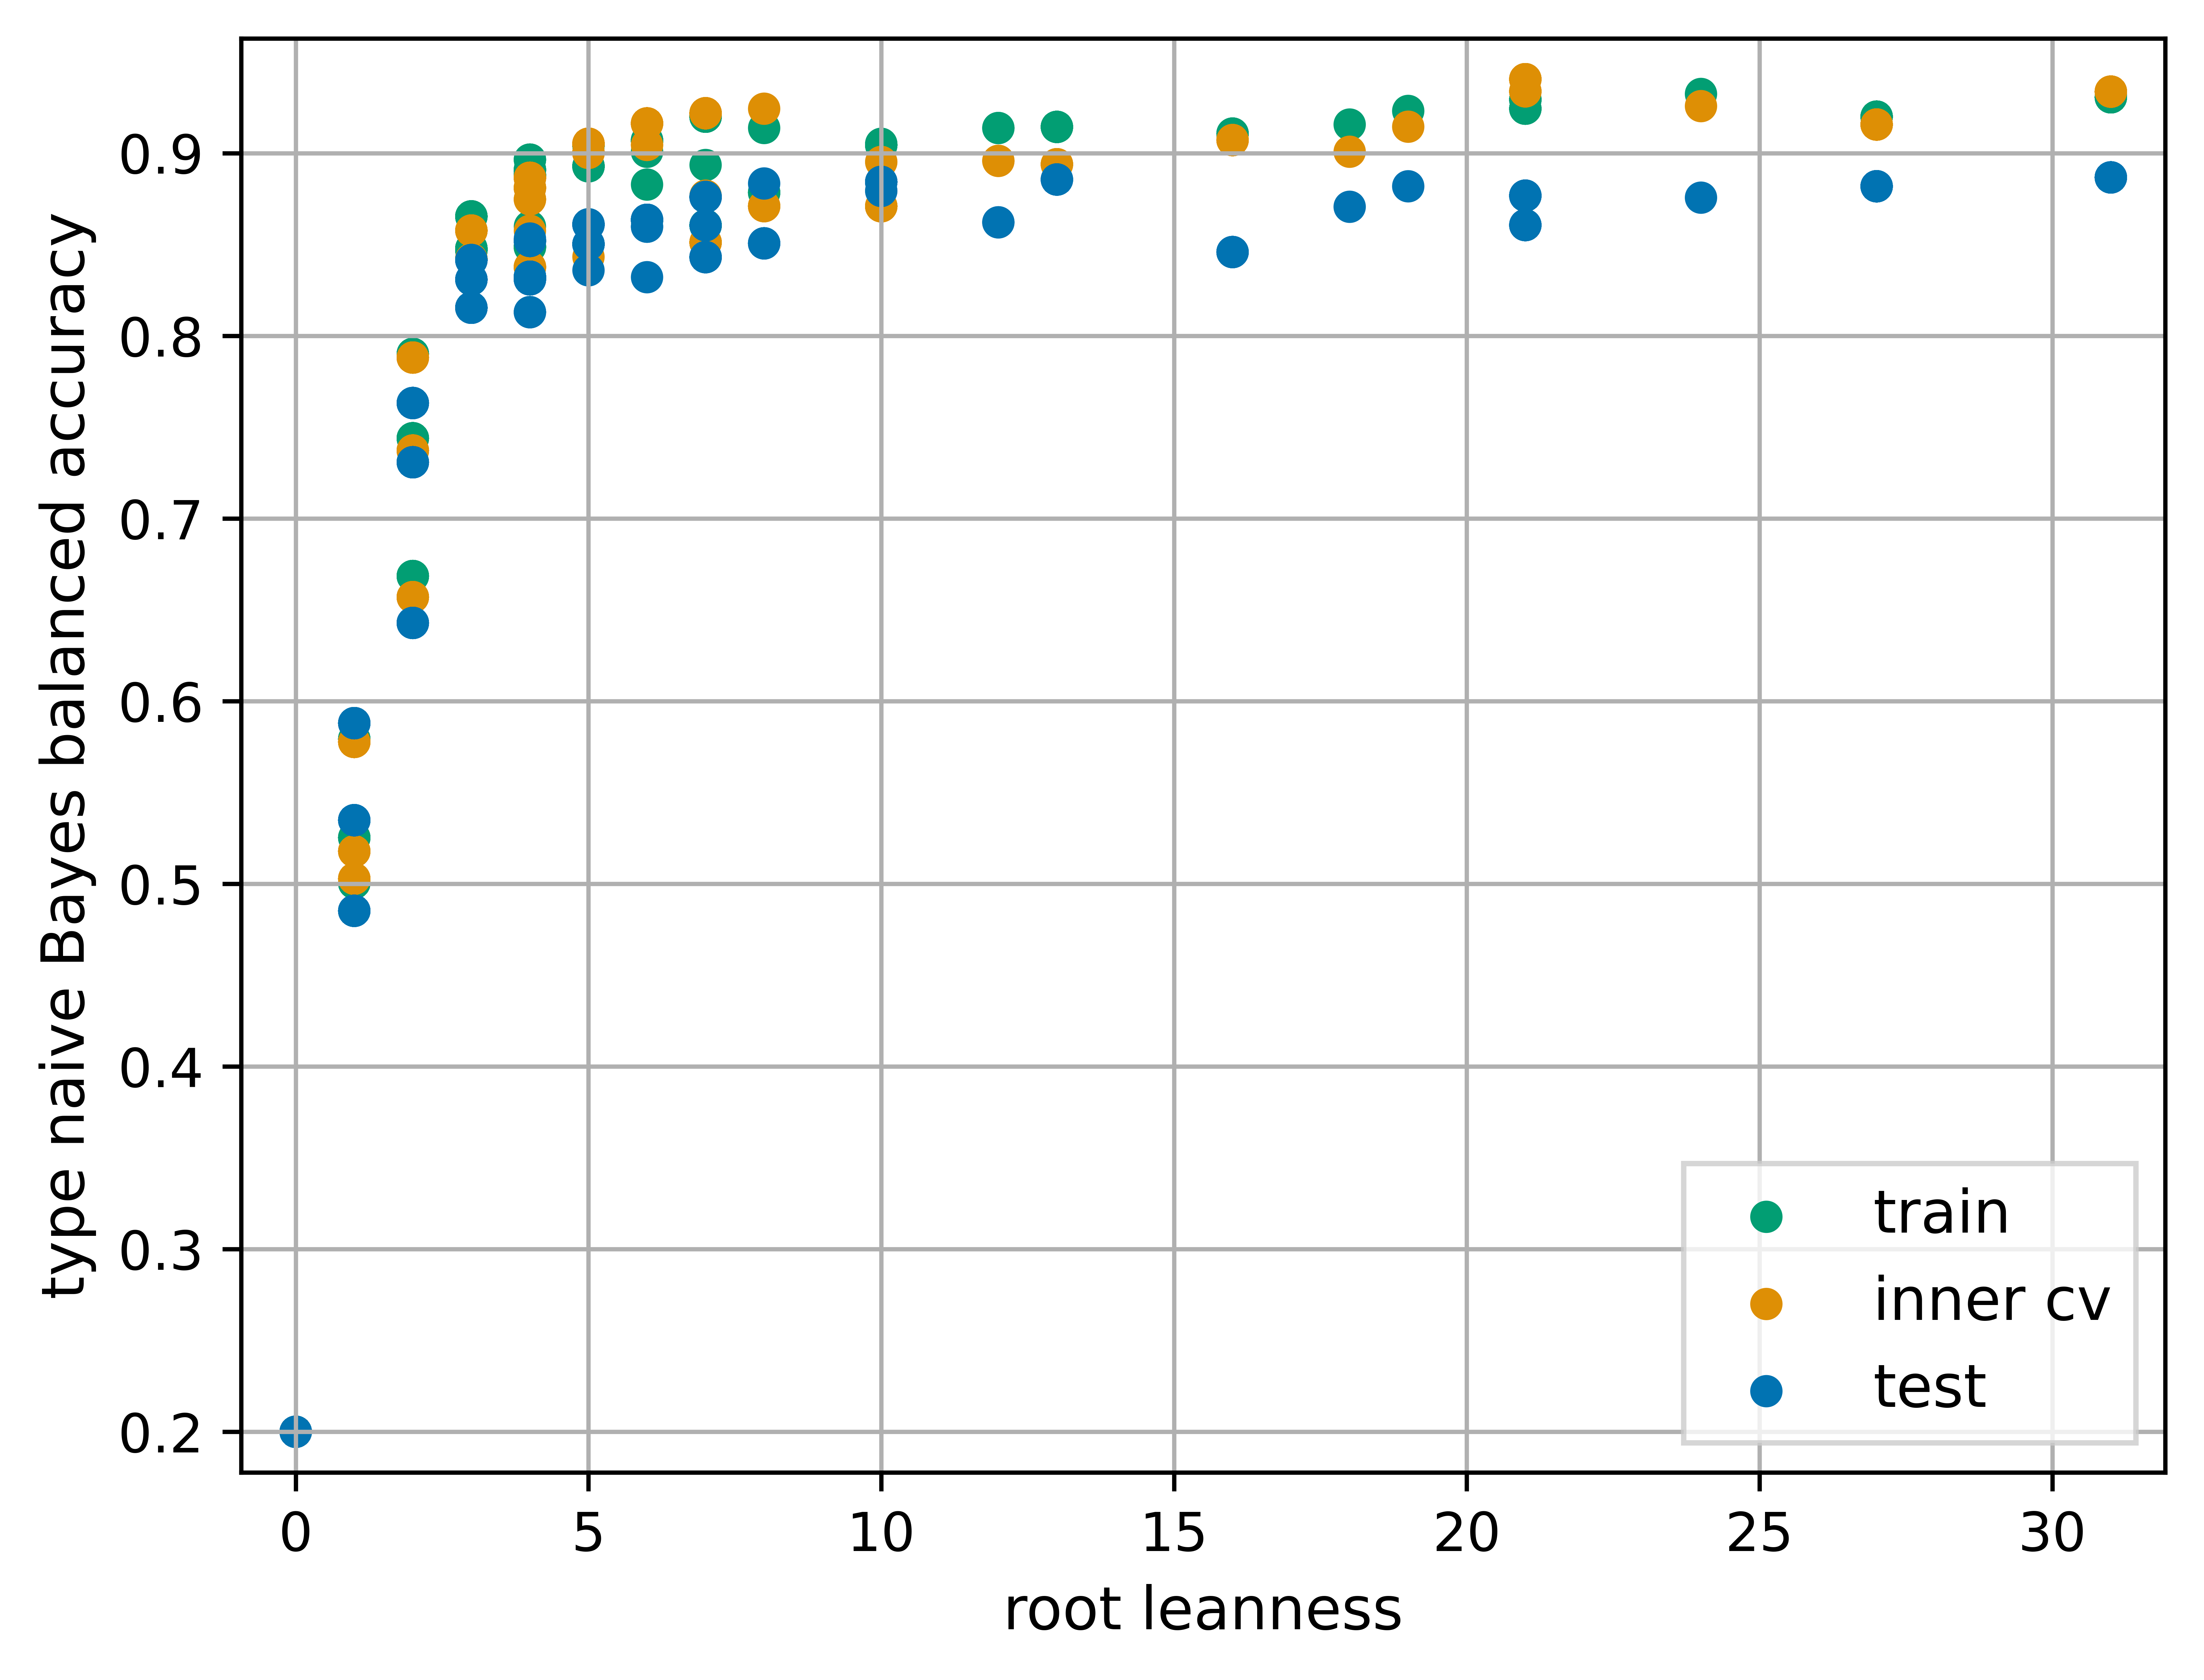 type naive Bayes balanced accuracy
0.9
0.8
0.7
0.6
0.5
0.4
0.3
0.2
train
inner cv
test
0 5 10 15 20 25 30
root leanness